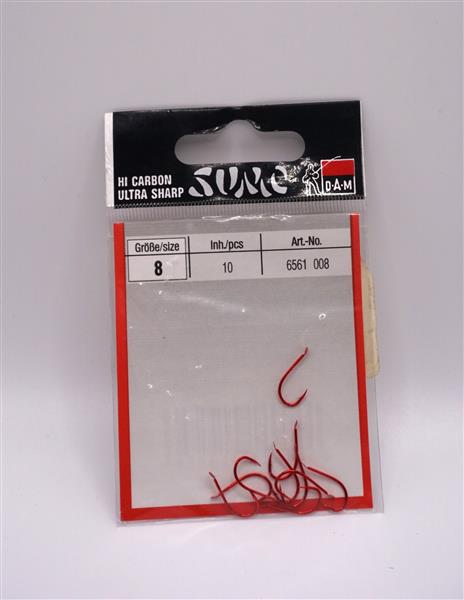 HI CARBON
ULTRA SHARP
SUMO
D·A·M
Größe/size Inh./pcs Art.-No.
8 10 6561 008